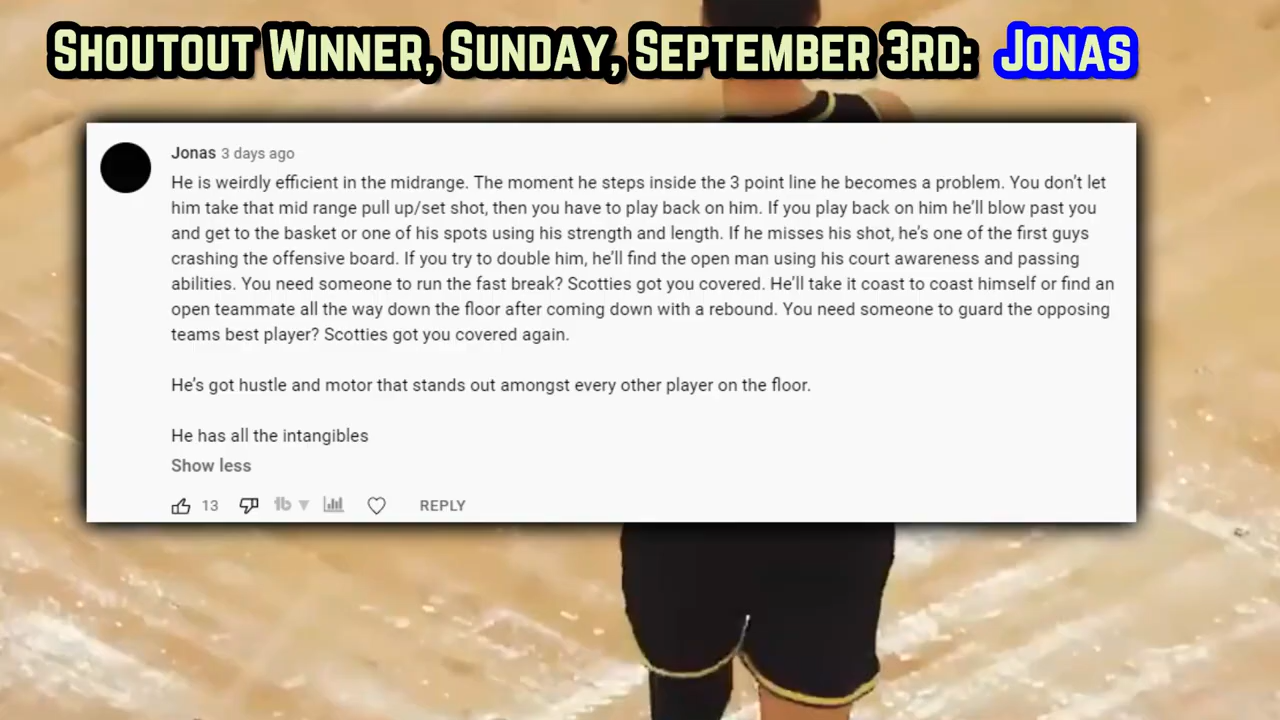 Shoutout Winner, Sunday, September 3rd: Jonas
Jonas 3 days ago
He is weirdly efficient in the midrange. The moment he steps inside the 3 point line he becomes a problem. You don’t let
him take that mid range pull up/set shot, then you have to play back on him. If you play back on him he’ll blow past you
and get to the basket or one of his spots using his strength and length. If he misses his shot, he’s one of the first guys
crashing the offensive board. If you try to double him, he’ll find the open man using his court awareness and passing
abilities. You need someone to run the fast break? Scotties got you covered. He’ll take it coast to coast himself or find an
open teammate all the way down the floor after coming down with a rebound. You need someone to guard the opposing
teams best player? Scotties got you covered again.
He’s got hustle and motor that stands out amongst every other player on the floor.
He has all the intangibles
Show less
13 REPLY